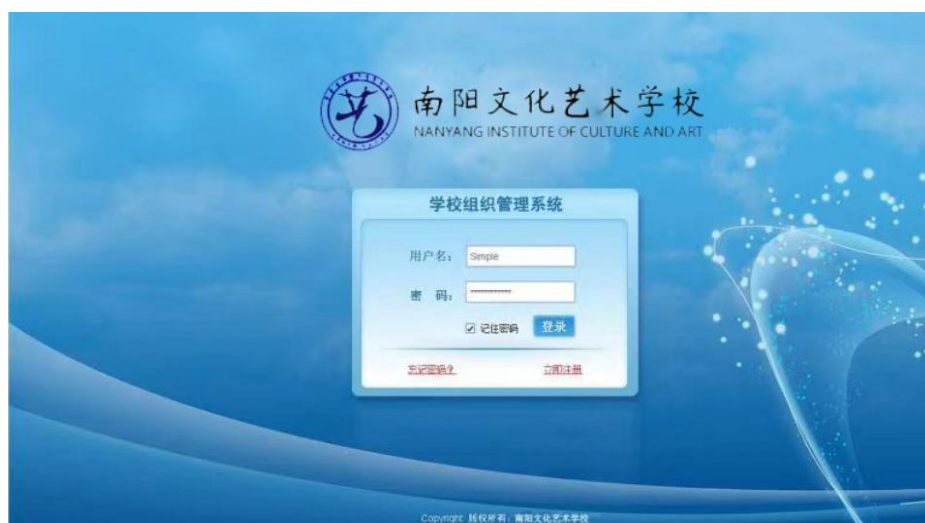 南阳文化艺术学校
NANYANG INSTITUTE OF CULTURE AND ART
学校组织管理系统
用户名：
Simple
密 码：
记住密码
登录
忘记密码？ 立即注册
Copyright 版权所有：南阳文化艺术学校